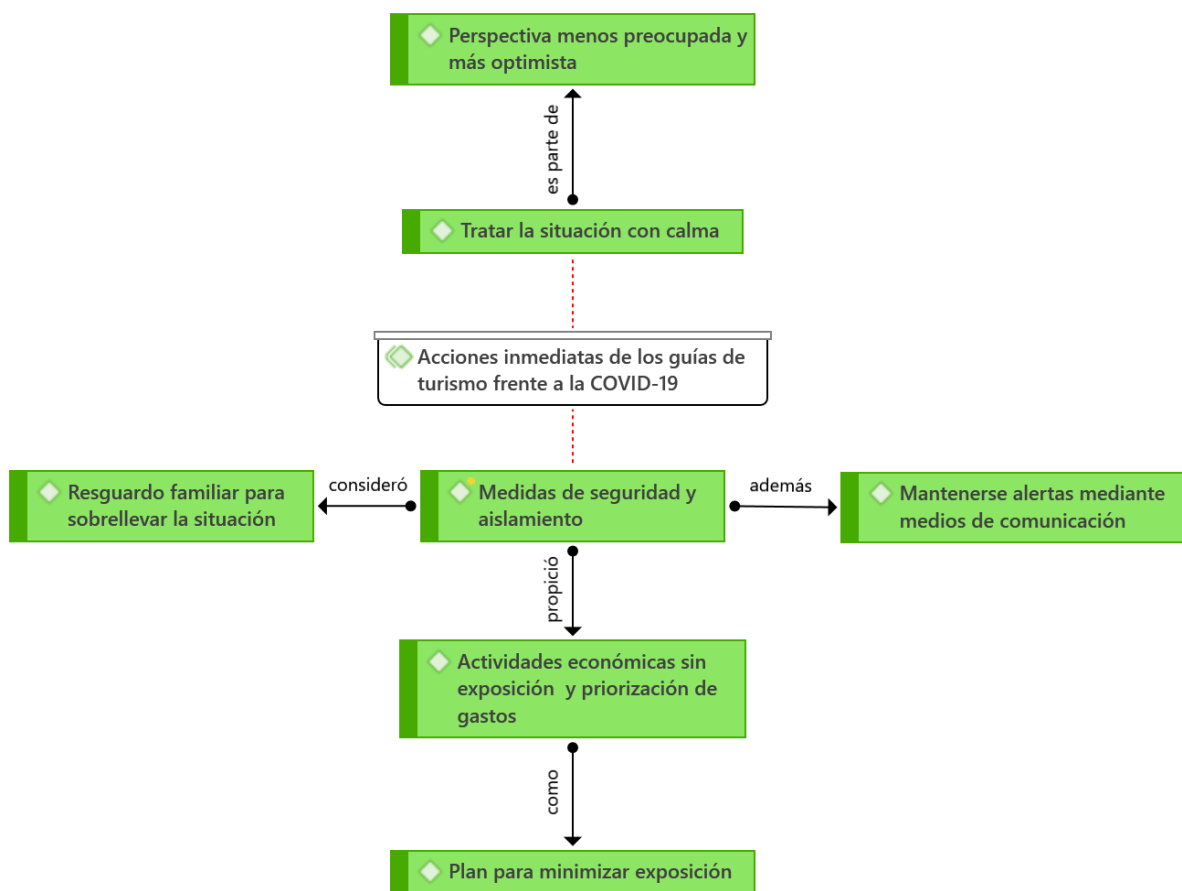 Perspectiva menos preocupada y
más optimista
es parte de
Tratar la situación con calma
Acciones inmediatas de los guías de
turismo frente a la COVID-19
Resguardo familiar para
sobrellevar la situación
consideró
Medidas de seguridad y
aislamiento
además
Mantenerse alertas mediante
medios de comunicación
propició
Actividades económicas sin
exposición y priorización de
gastos
como
Plan para minimizar exposición